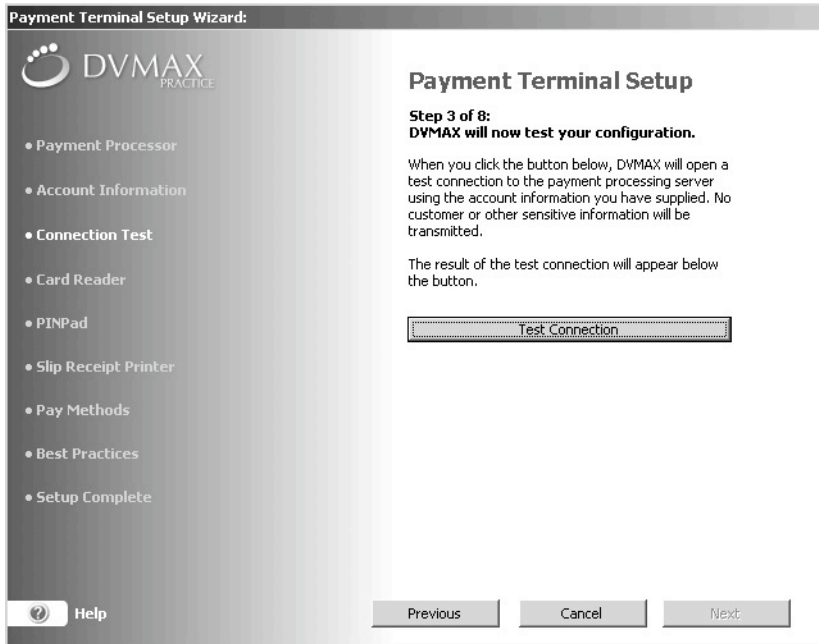 Payment Terminal Setup Wizard:
DVMAX
PRACTICE
• Payment Processor
• Account Information
• Connection Test
• Card Reader
• PINPad
• Slip Receipt Printer
• Pay Methods
• Best Practices
• Setup Complete
? Help
Payment Terminal Setup
Step 3 of 8:
DVMAX will now test your configuration.
When you click the button below, DVMAX will open a
test connection to the payment processing server
using the account information you have supplied. No
customer or other sensitive information will be
transmitted.
The result of the test connection will appear below
the button.
Test Connection
Previous
Cancel
Next